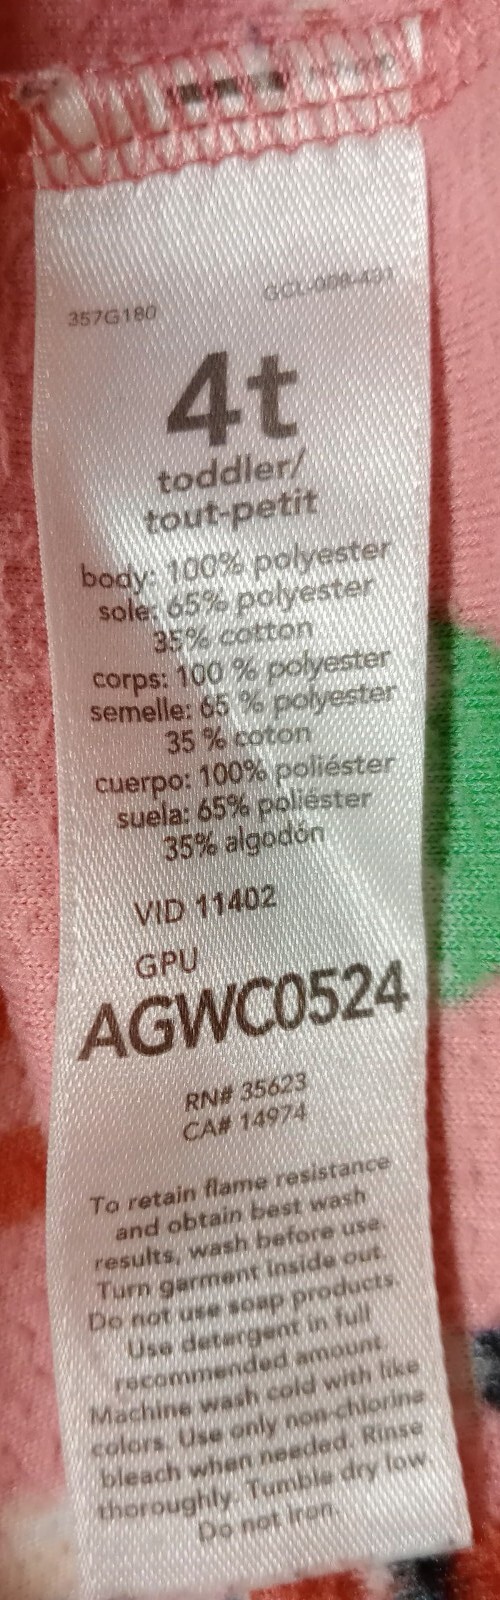 357G180 GCL-008-431
4t
toddler/
tout-petit
body: 100% polyester
sole: 65% polyester
35% cotton
corps: 100 % polyester
semelle: 65 % polyester
35 % coton
cuerpo: 100% poliéster
suela: 65% poliéster
35% algodón
VID 11402
GPU
AGWC0524
RN# 35623
CA# 14974
To retain flame resistance
and obtain best wash
results, wash before use.
Turn garment inside out.
Do not use soap products.
Use detergent in full
recommended amount.
Machine wash cold with like
colors. Use only non-chlorine
bleach when needed. Rinse
thoroughly. Tumble dry low.
Do not iron.